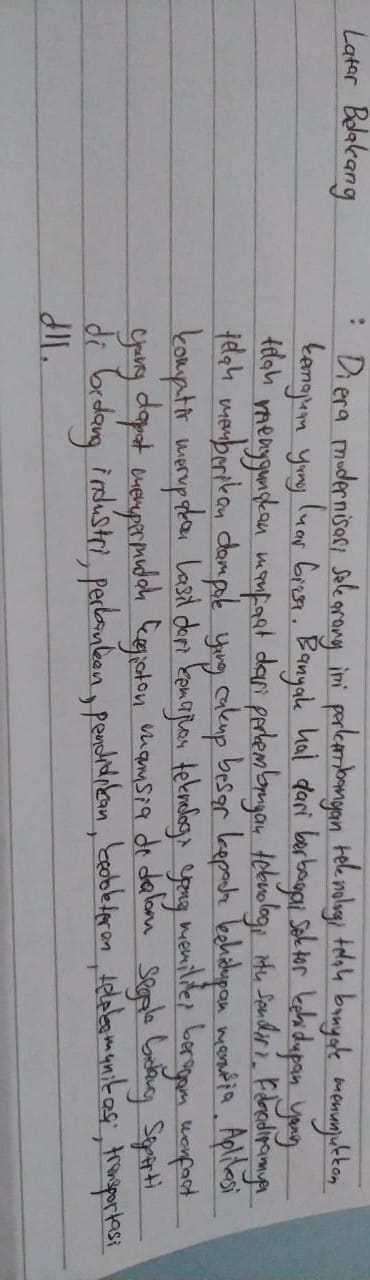 Latar Belakang : Di era modernisasi sekarang ini perkembangan teknologi telah banyak menunjukkan
kemajuan yang luar biasa. Banyak hal dari berbagai sektor kehidupan yang
telah menggunakan manfaat dari perkembangan teknologi itu sendiri. Kehadirannya
telah memberikan dampak yang cukup besar kepada kehidupan manusia. Aplikasi
komputir merupakan hasil dari kemajuan teknologi yang memiliki beragam manfaat
yang dapat mempermudah kegiatan manusia di dalam segala bidang seperti
di bidang industri, perbankan, pendidikan, kedokteran, telekomunikasi, transportasi
dll.